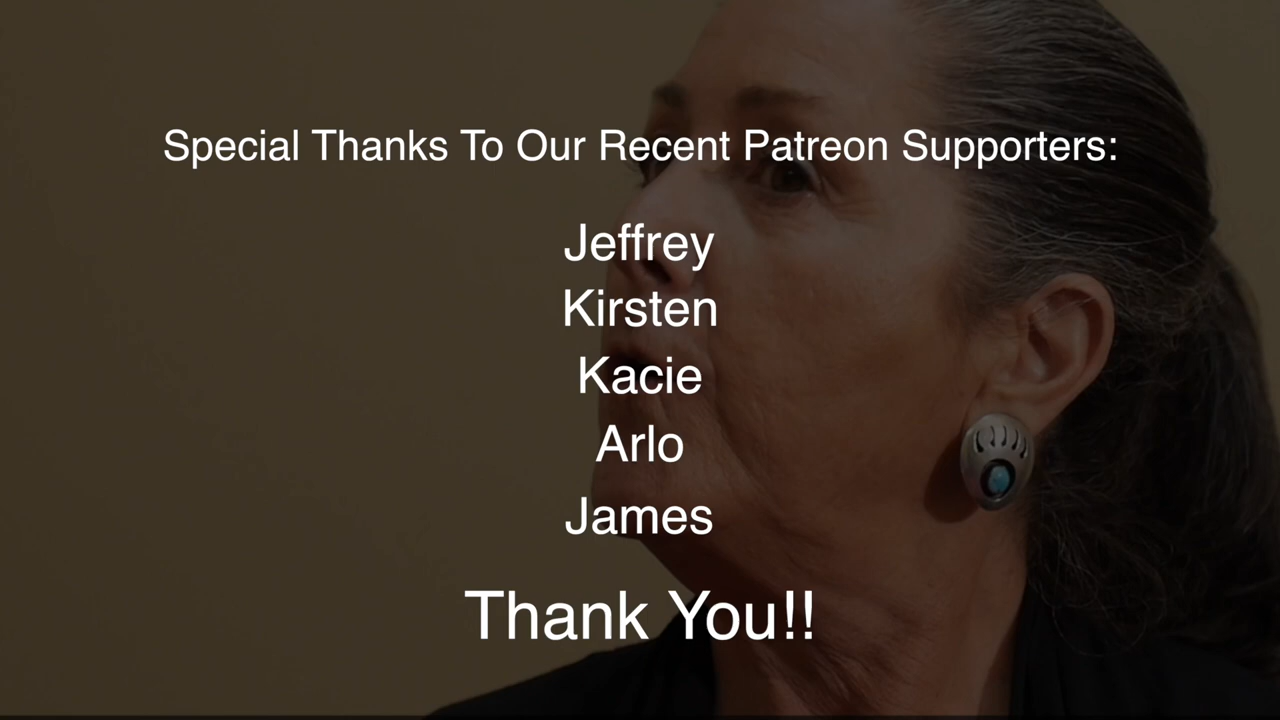 Special Thanks To Our Recent Patreon Supporters:
Jeffrey
Kirsten
Kacie
Arlo
James
Thank You!!